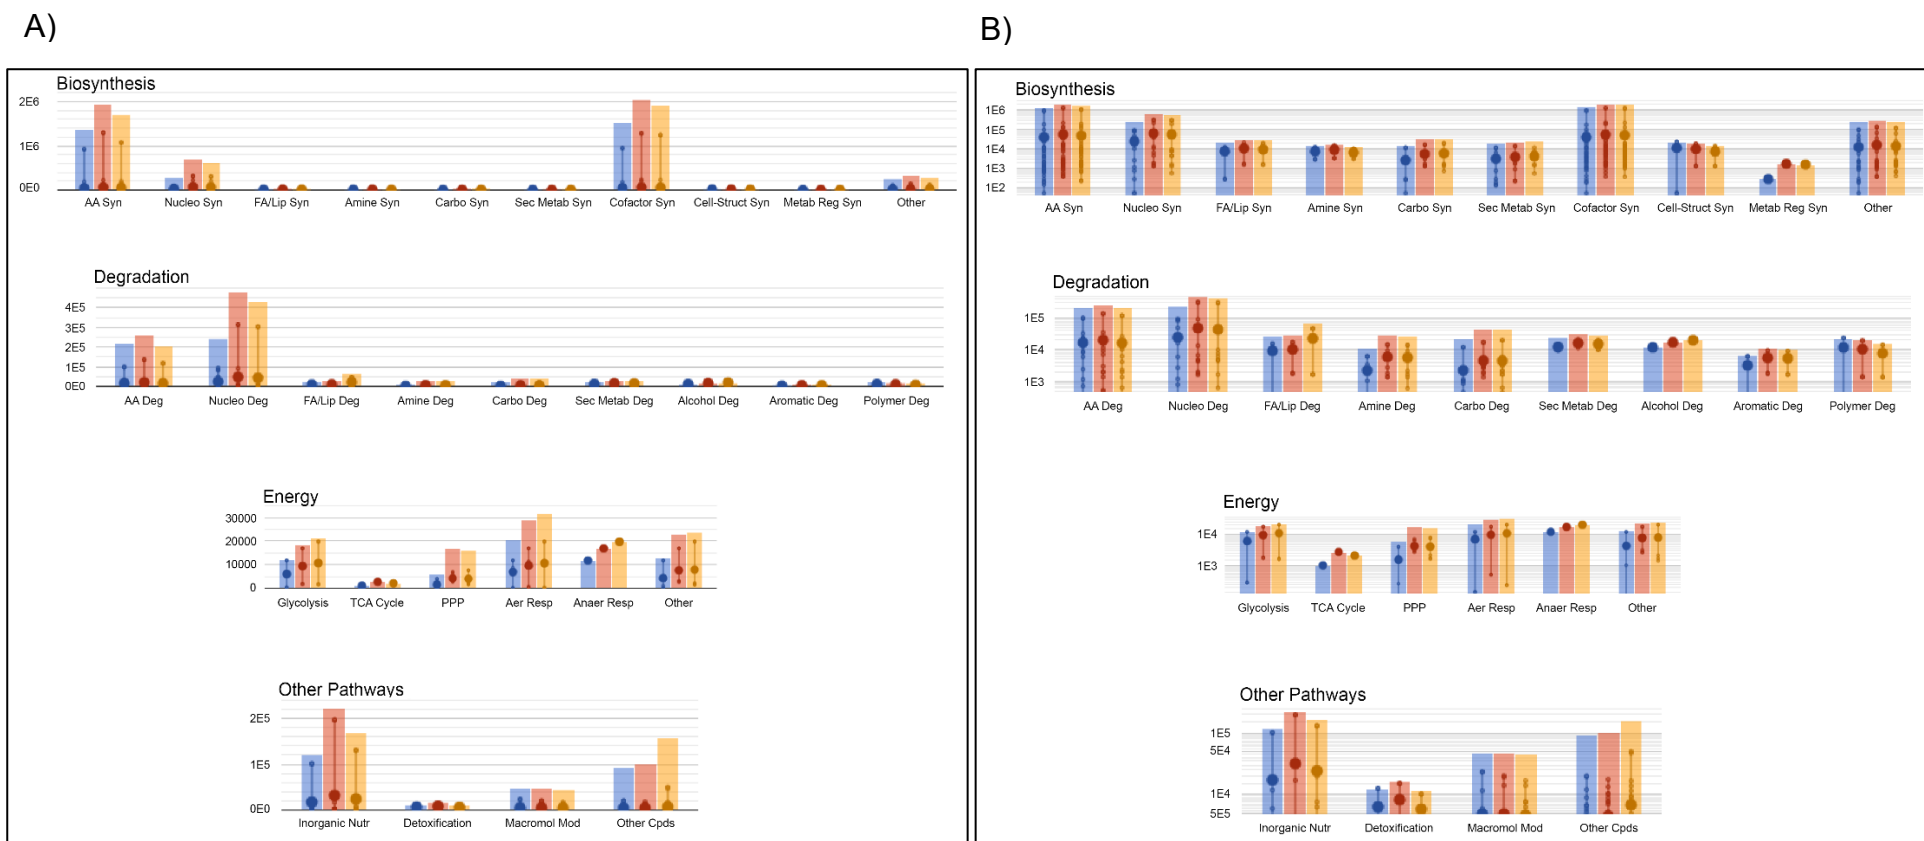 A)
Biosynthesis
2E6
1E6
0E0
AA Syn Nucleo Syn FA/Lip Syn Amine Syn Carbo Syn Sec Metab Syn Cofactor Syn Cell-Struct Syn Metab Reg Syn Other
Degradation
4E5
3E5
2E5
1E5
0E0
AA Deg Nucleo Deg FA/Lip Deg Amine Deg Carbo Deg Sec Metab Deg Alcohol Deg Aromatic Deg Polymer Deg
Energy
30000
20000
10000
0
Glycolysis TCA Cycle PPP Aer Resp Anaer Resp Other
Other Pathways
2E5
1E5
0E0
Inorganic Nutr Detoxification Macromol Mod Other Cpds
B)
Biosynthesis
1E6
1E5
1E4
1E3
1E2
AA Syn Nucleo Syn FA/Lip Syn Amine Syn Carbo Syn Sec Metab Syn Cofactor Syn Cell-Struct Syn Metab Reg Syn Other
Degradation
1E5
1E4
1E3
AA Deg Nucleo Deg FA/Lip Deg Amine Deg Carbo Deg Sec Metab Deg Alcohol Deg Aromatic Deg Polymer Deg
Energy
1E4
1E3
Glycolysis TCA Cycle PPP Aer Resp Anaer Resp Other
Other Pathways
1E5
5E4
1E4
5E5
Inorganic Nutr Detoxification Macromol Mod Other Cpds